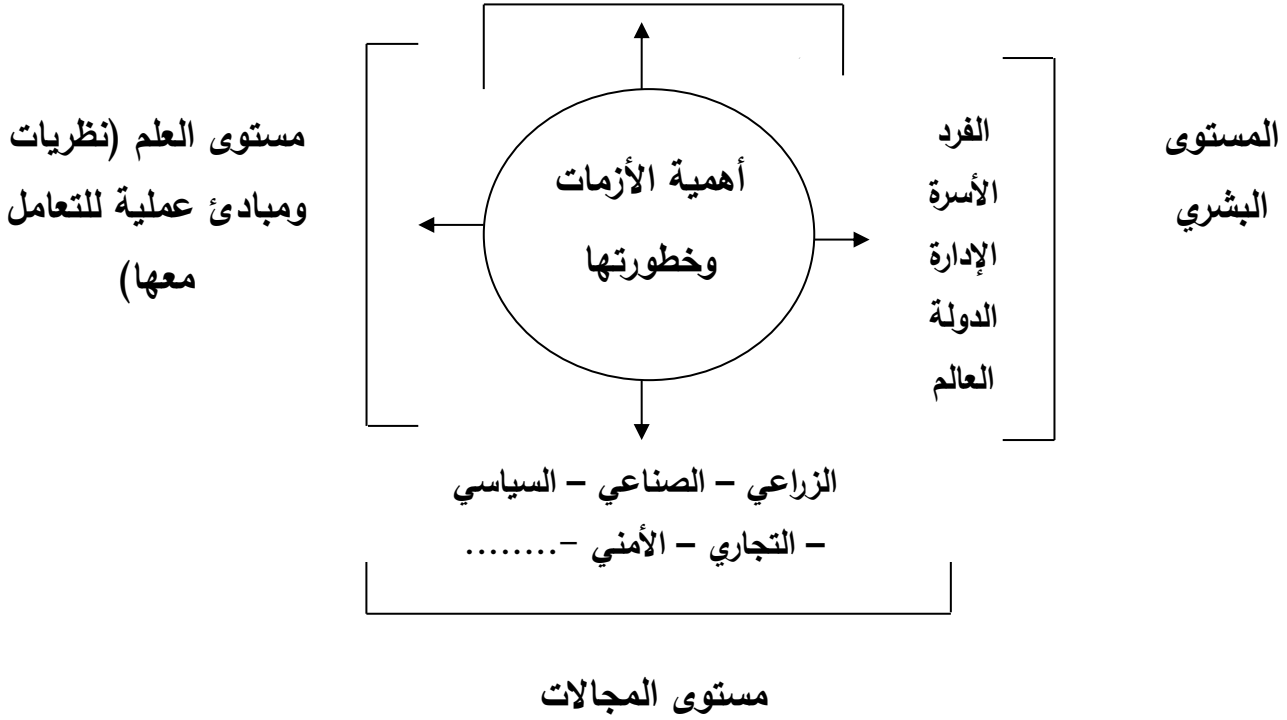 المستوى
البشري
الفرد
الأسرة
الإدارة
الدولة
العالم
أهمية الأزمات
وخطورتها
مستوى العلم (نظريات
ومبادئ عملية للتعامل
معها)
الزراعي – الصناعي – السياسي
– التجاري – الأمني -........
مستوى المجالات